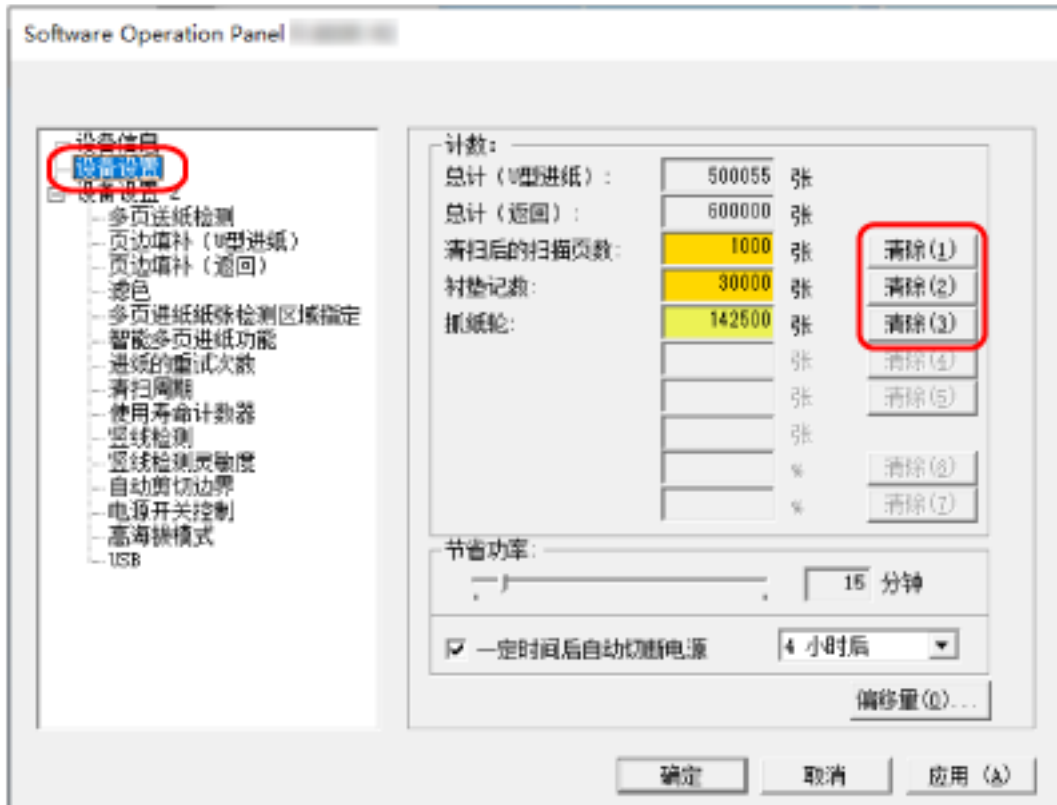 Software Operation Panel
设备信息
设备设置
设备设置 2
多页送纸检测
页边填补（U型进纸）
页边填补（返回）
滤色
多页进纸纸张检测区域指定
智能多页进纸功能
进纸的重试次数
清扫周期
使用寿命计数器
竖线检测
竖线检测灵敏度
自动剪切边界
电源开关控制
高海拔模式
USB
计数:
总计（U型进纸）: 500055 张
总计（返回）: 600000 张
清扫后的扫描页数: 1000 张 清除(1)
衬垫记数: 30000 张 清除(2)
抓纸轮: 142500 张 清除(3)
张 清除(4)
张 清除(5)
张
% 清除(6)
% 清除(7)
节省功率:
15 分钟
一定时间后自动切断电源 4 小时后
偏移量(O)...
确定 取消 应用 (A)